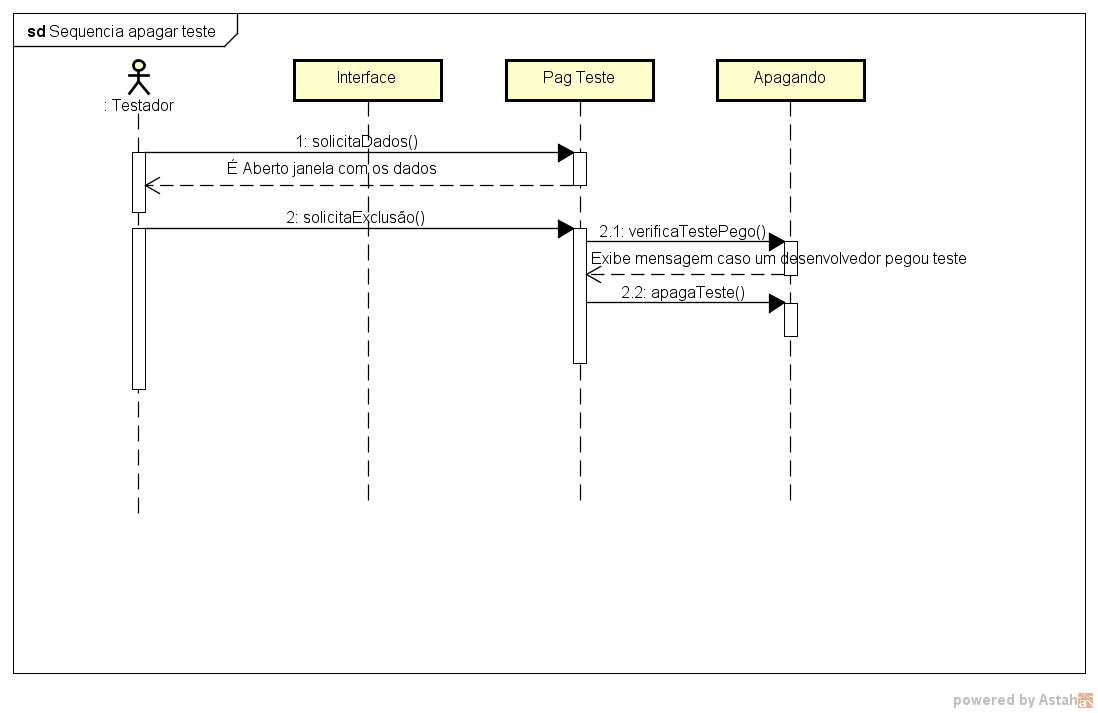 sd Sequencia apagar teste
Interface
Pag Teste
Apagando
: Testador
1: solicitaDados()
É Aberto janela com os dados
2: solicitaExclusão()
2.1: verificaTestePego()
Exibe mensagem caso um desenvolvedor pegou teste
2.2: apagaTeste()
powered by Astah